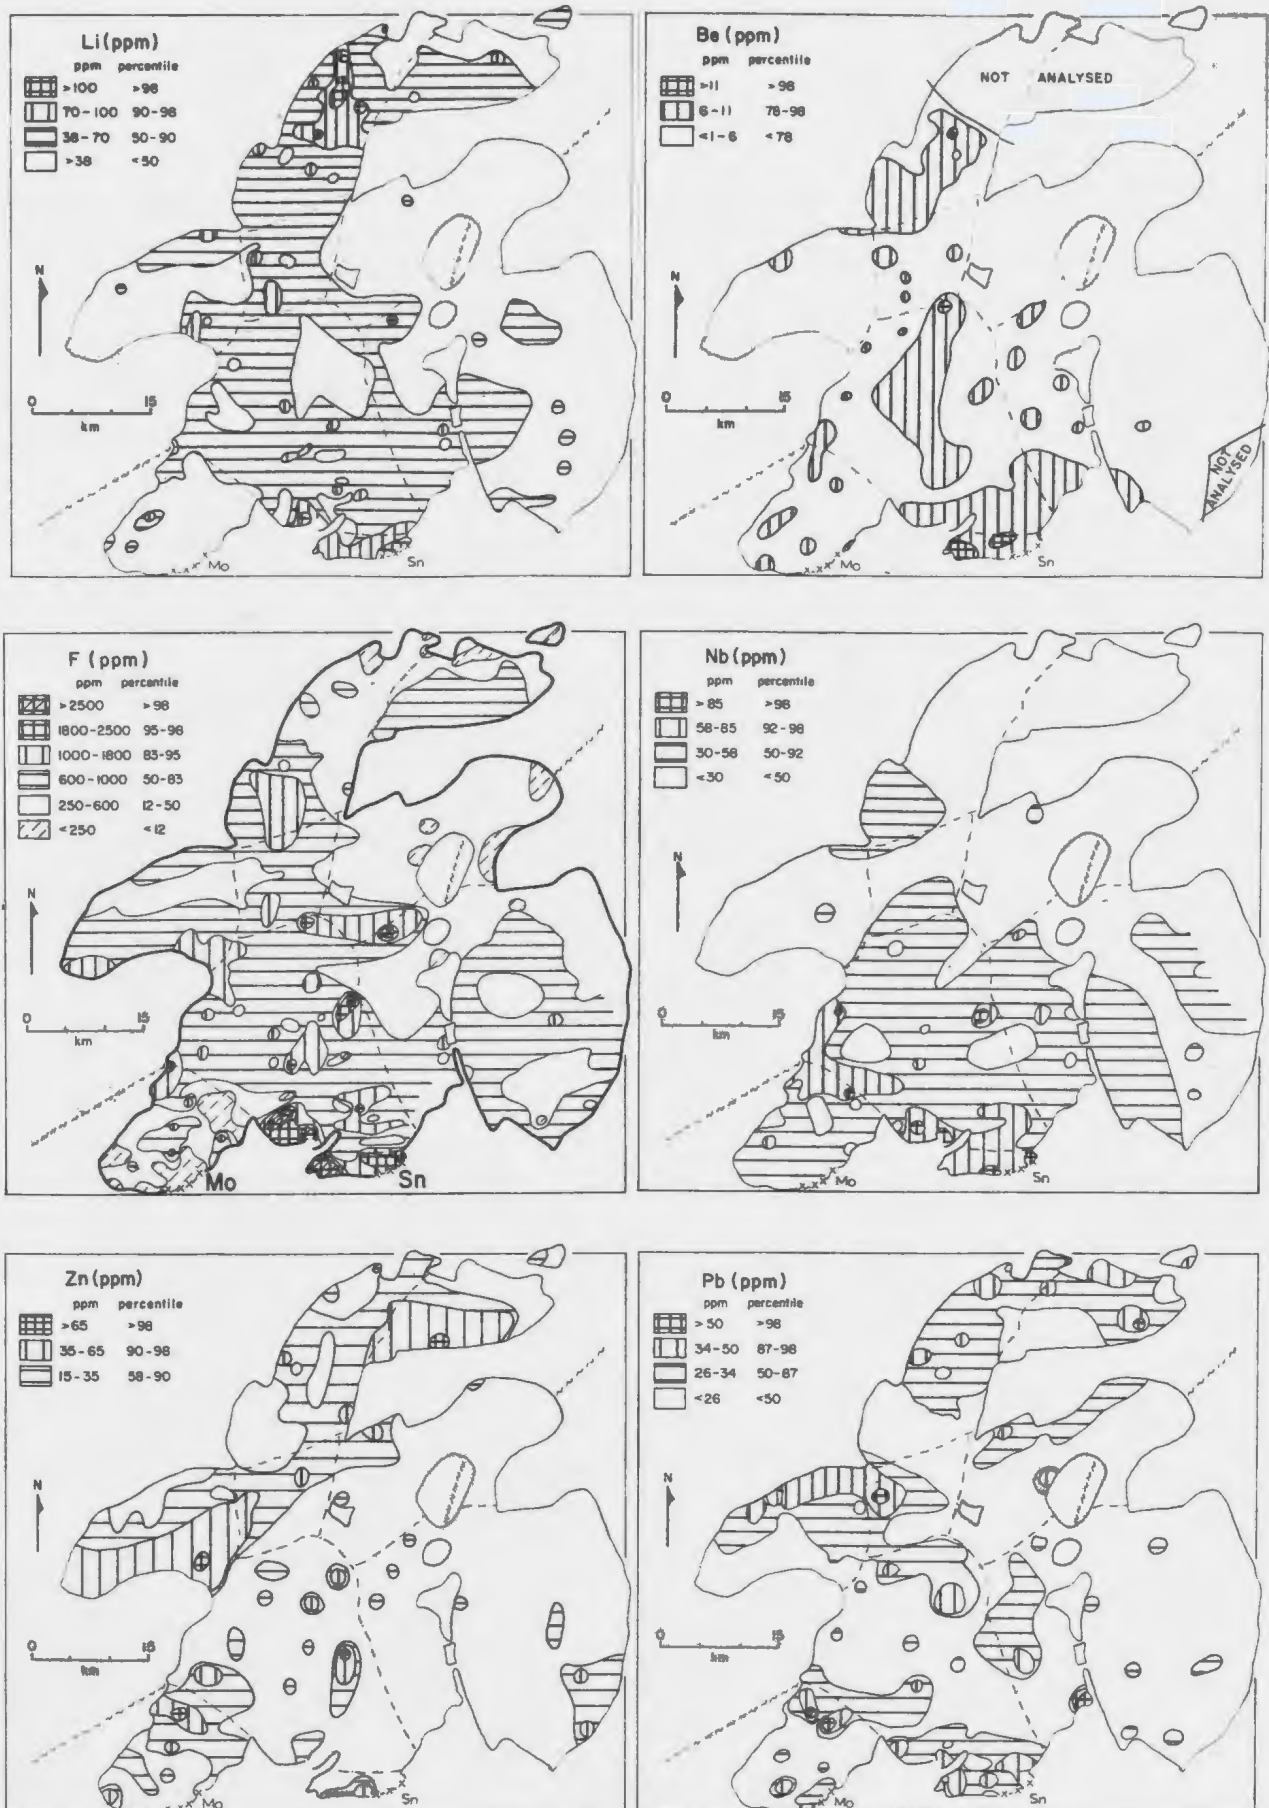 Li (ppm)
ppm percentile
>100 >98
70-100 90-98
38-70 50-90
>38 <50
N
0 15
km
Mo
Sn
Be (ppm)
ppm percentile
>11 >98
6-11 78-98
<1-6 <78
NOT ANALYSED
N
0 15
km
NOT
ANALYSED
Mo
Sn
F (ppm)
ppm percentile
>2500 >98
1800-2500 95-98
1000-1800 83-95
600-1000 50-83
250-600 12-50
<250 <12
N
0 15
km
Mo
Sn
Nb (ppm)
ppm percentile
>85 >98
58-85 92-98
30-58 50-92
<30 <50
N
0 15
km
Mo
Sn
Zn (ppm)
ppm percentile
>65 >98
35-65 90-98
15-35 58-90
N
0 15
km
Mo
Sn
Pb (ppm)
ppm percentile
>50 >98
34-50 87-98
26-34 50-87
<26 <50
N
0 15
km
Mo
Sn